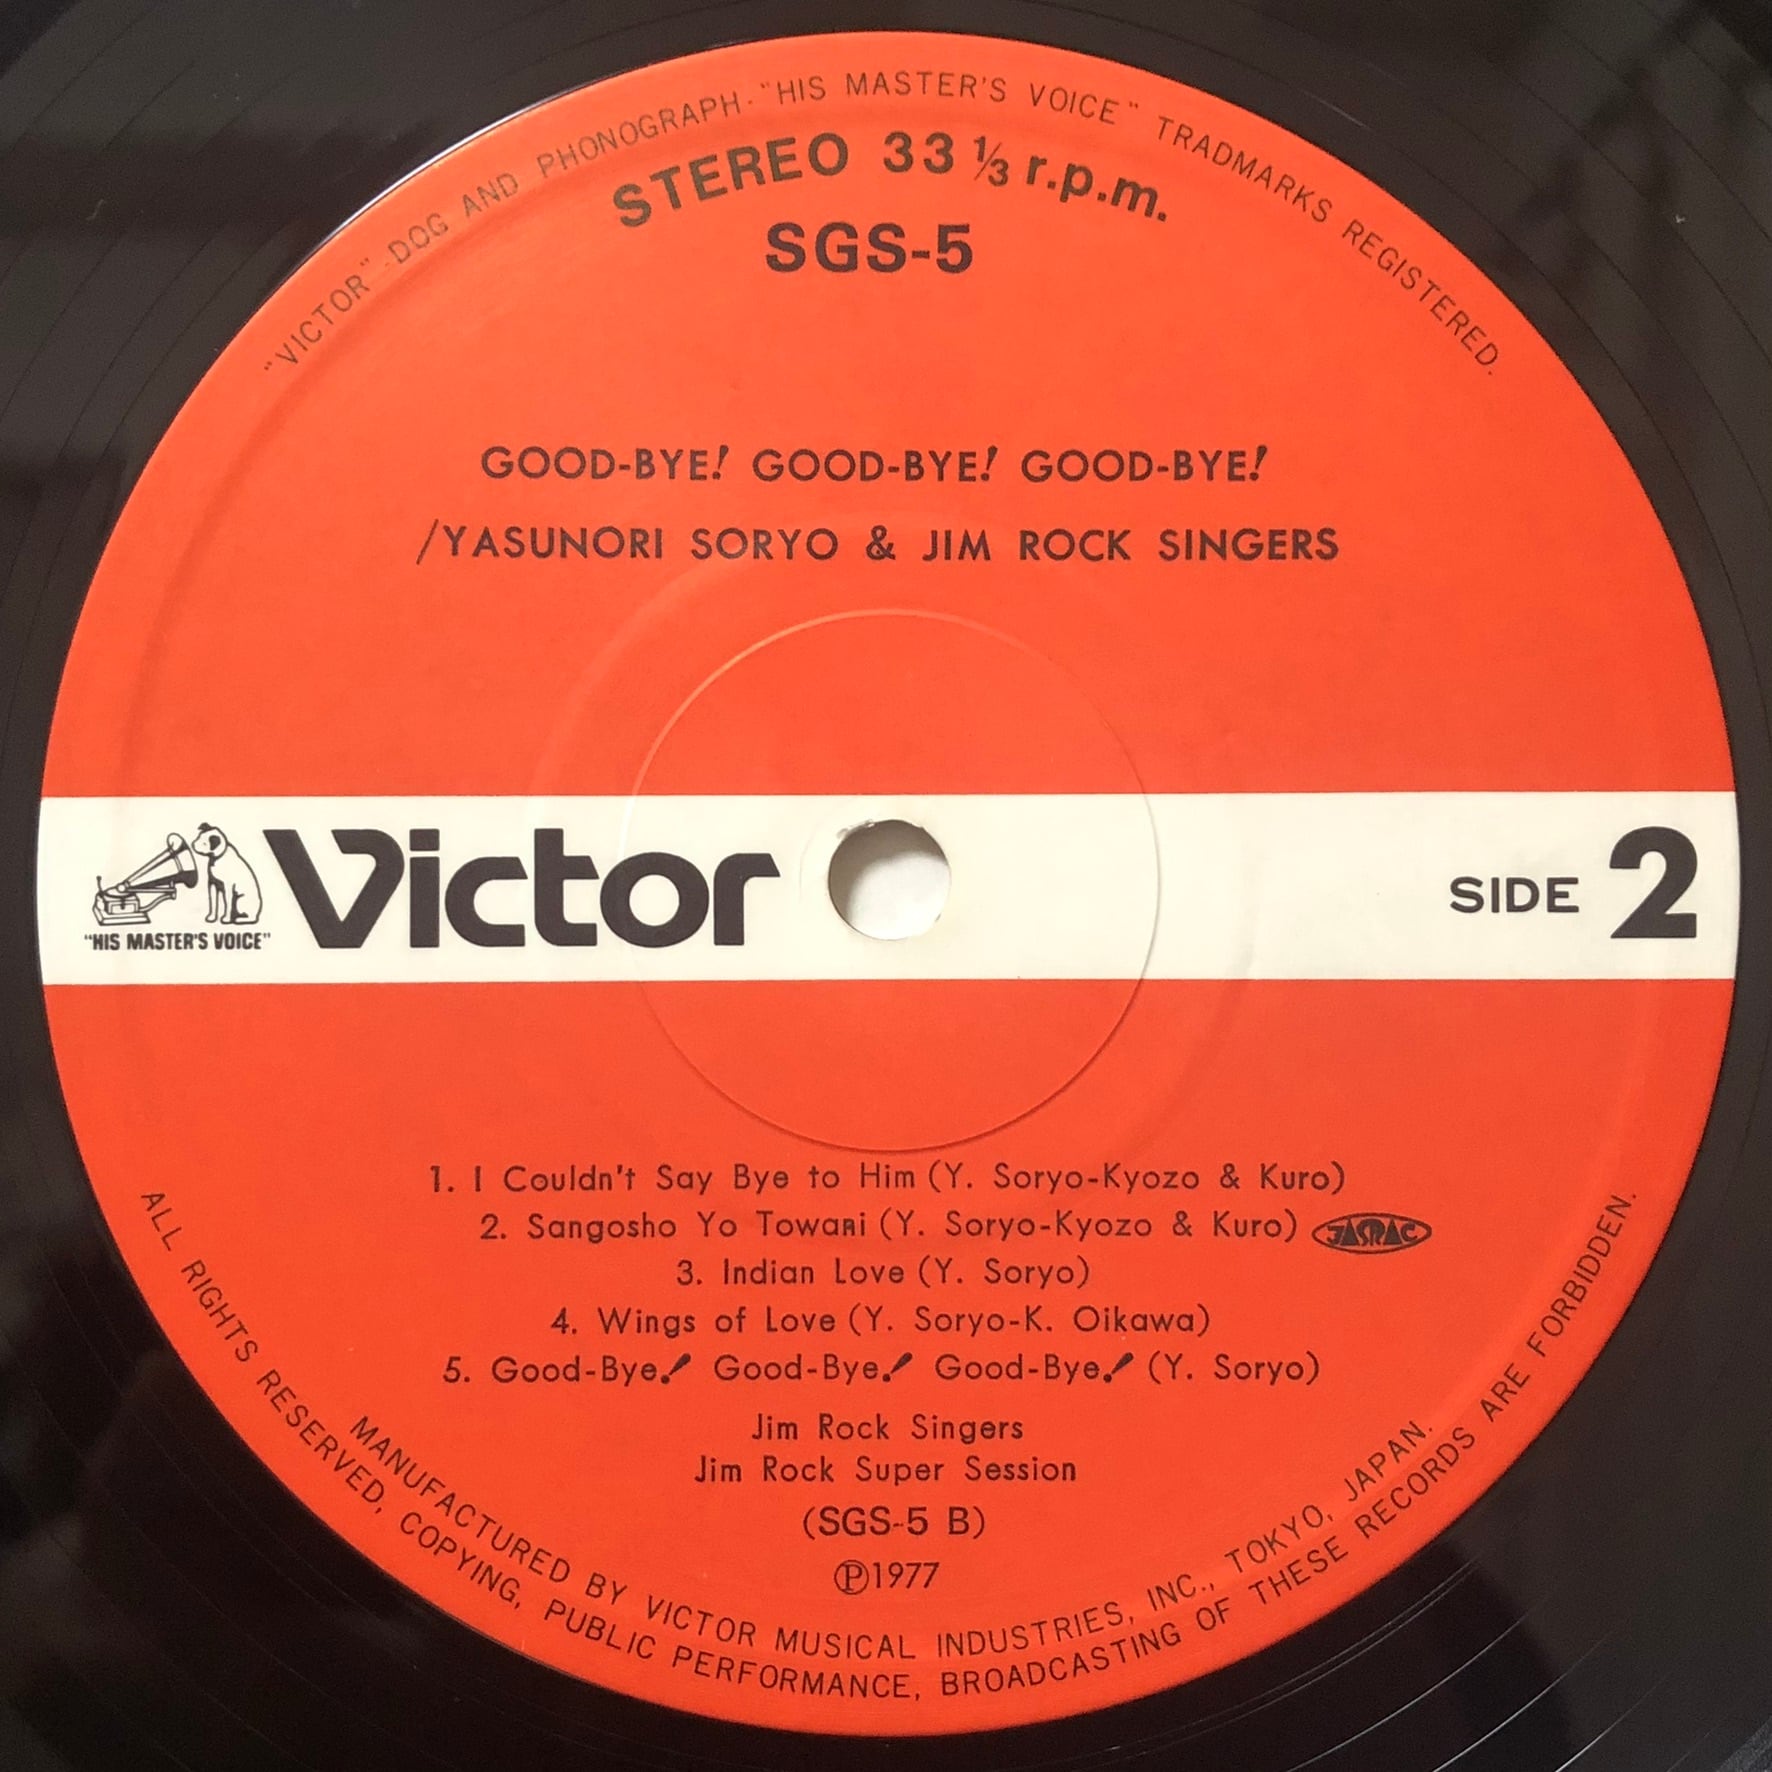 "VICTOR" · DOG AND PHONOGRAPH · "HIS MASTER'S VOICE" TRADMARKS REGISTERED.
STEREO 33 ⅓ r.p.m.
SGS-5
GOOD-BYE! GOOD-BYE! GOOD-BYE!
/YASUNORI SORYO & JIM ROCK SINGERS
"HIS MASTER'S VOICE"
Victor
SIDE 2
1. I Couldn't Say Bye to Him (Y. Soryo-Kyozo & Kuro)
2. Sangosho Yo Towani (Y. Soryo-Kyozo & Kuro) JASRAC
3. Indian Love (Y. Soryo)
4. Wings of Love (Y. Soryo-K. Oikawa)
5. Good-Bye! Good-Bye! Good-Bye! (Y. Soryo)
Jim Rock Singers
Jim Rock Super Session
(SGS-5 B)
Ⓟ1977
MANUFACTURED BY VICTOR MUSICAL INDUSTRIES, INC., TOKYO, JAPAN.
ALL RIGHTS RESERVED, COPYING, PUBLIC PERFORMANCE, BROADCASTING OF THESE RECORDS ARE FORBIDDEN.